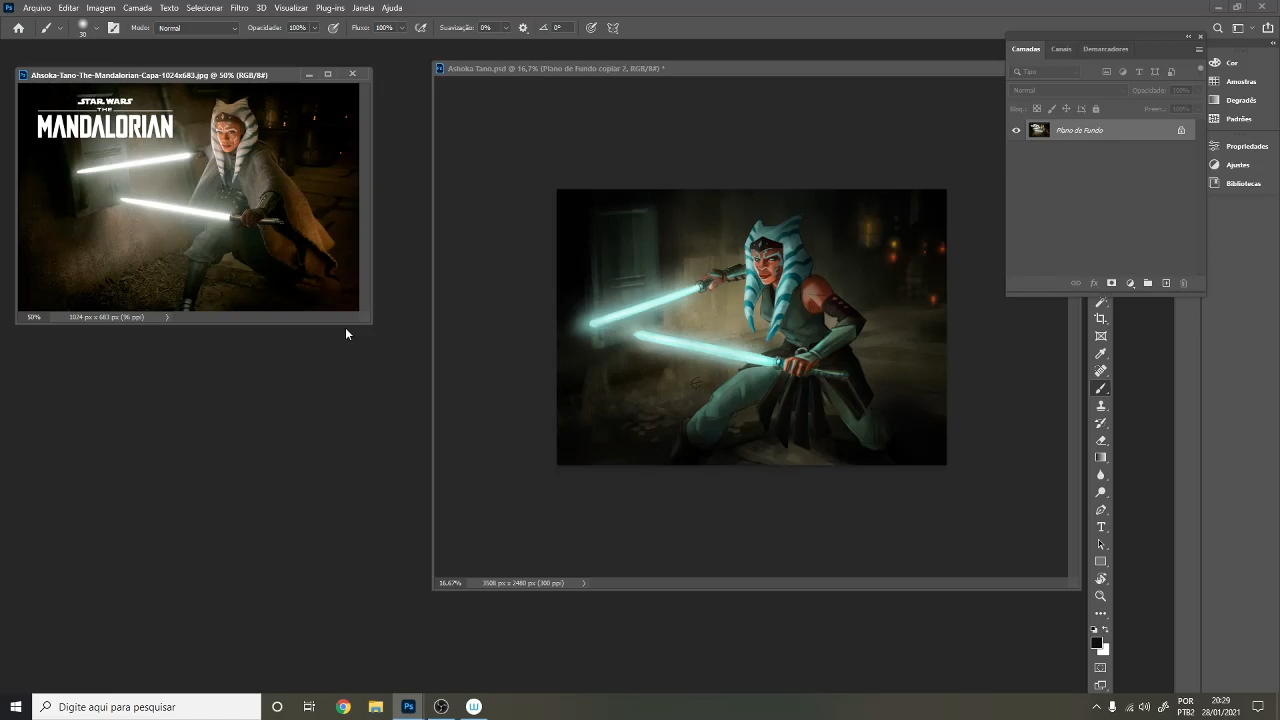 Ps Arquivo Editar Imagem Camada Texto Selecionar Filtro 3D Visualizar Plug-ins Janela Ajuda
30 Modo: Normal Opacidade: 100% Fluxo: 100% Suavização: 0% 0°
Ahsoka-Tano-The-Mandalorian-Capa-1024x683.jpg @ 50% (RGB/8#)
STAR WARS
THE
MANDALORIAN
50% 1024 px x 683 px (96 ppi)
Ashoka Tano.psd @ 16,7% (Plano de Fundo copiar 2, RGB/8#) *
16,67% 3508 px x 2480 px (300 ppi)
Camadas Canais Demarcadores
Tipo
Normal Opacidade: 100%
Bloq.: Preen.: 100%
Plano de Fundo
fx
Cor
Amostras
Degradês
Padrões
Propriedades
Ajustes
Bibliotecas
Digite aqui para pesquisar
Ps
W
POR
PTB2
20:29
28/01/2021